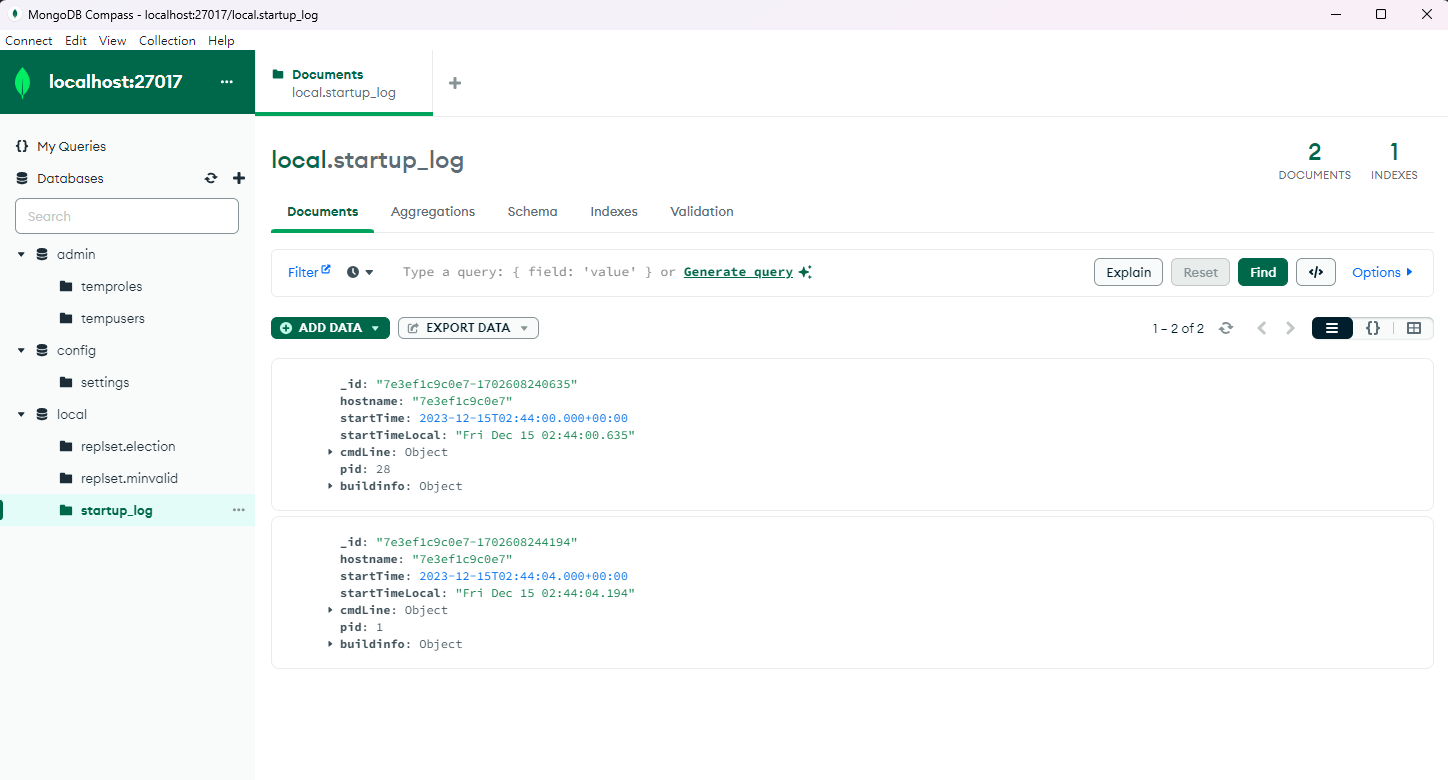 MongoDB Compass - localhost:27017/local.startup_log
Connect Edit View Collection Help
localhost:27017 ...
Documents
local.startup_log
My Queries
Databases
Search
admin
temproles
tempusers
config
settings
local
replset.election
replset.minvalid
startup_log ...
local.startup_log
2
DOCUMENTS
1
INDEXES
Documents Aggregations Schema Indexes Validation
Filter Type a query: { field: 'value' } or Generate query Explain Reset Find </> Options
ADD DATA EXPORT DATA 1 – 2 of 2 {}
_id: "7e3ef1c9c0e7-1702608240635"
hostname: "7e3ef1c9c0e7"
startTime: 2023-12-15T02:44:00.000+00:00
startTimeLocal: "Fri Dec 15 02:44:00.635"
cmdLine: Object
pid: 28
buildinfo: Object
_id: "7e3ef1c9c0e7-1702608244194"
hostname: "7e3ef1c9c0e7"
startTime: 2023-12-15T02:44:04.000+00:00
startTimeLocal: "Fri Dec 15 02:44:04.194"
cmdLine: Object
pid: 1
buildinfo: Object